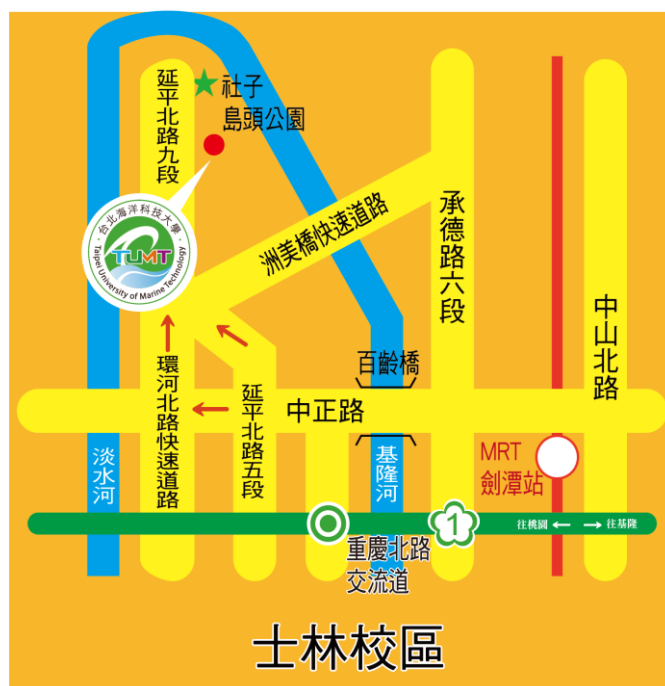 社子
島頭公園
延平北路九段
台北海洋科技大學
TUMT
Taipei University of Marine Technology
洲美橋快速道路
承德路六段
中山北路
百齡橋
環河北路快速道路
延平北路五段
中正路
淡水河
基隆河
MRT
劍潭站
1
往桃園
往基隆
重慶北路
交流道
士林校區